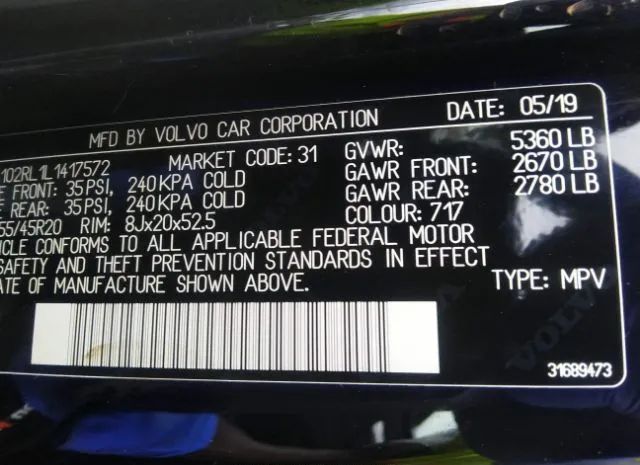 MFD BY VOLVO CAR CORPORATION DATE: 05/19
102RL1L1417572 MARKET CODE: 31 GVWR: 5360 LB
E FRONT: 35 PSI, 240 KPA COLD GAWR FRONT: 2670 LB
E REAR: 35 PSI, 240 KPA COLD GAWR REAR: 2780 LB
55/45R20 RIM: 8Jx20x52.5 COLOUR: 717
HICLE CONFORMS TO ALL APPLICABLE FEDERAL MOTOR
SAFETY AND THEFT PREVENTION STANDARDS IN EFFECT
ATE OF MANUFACTURE SHOWN ABOVE. TYPE: MPV
VOLVO
31689473